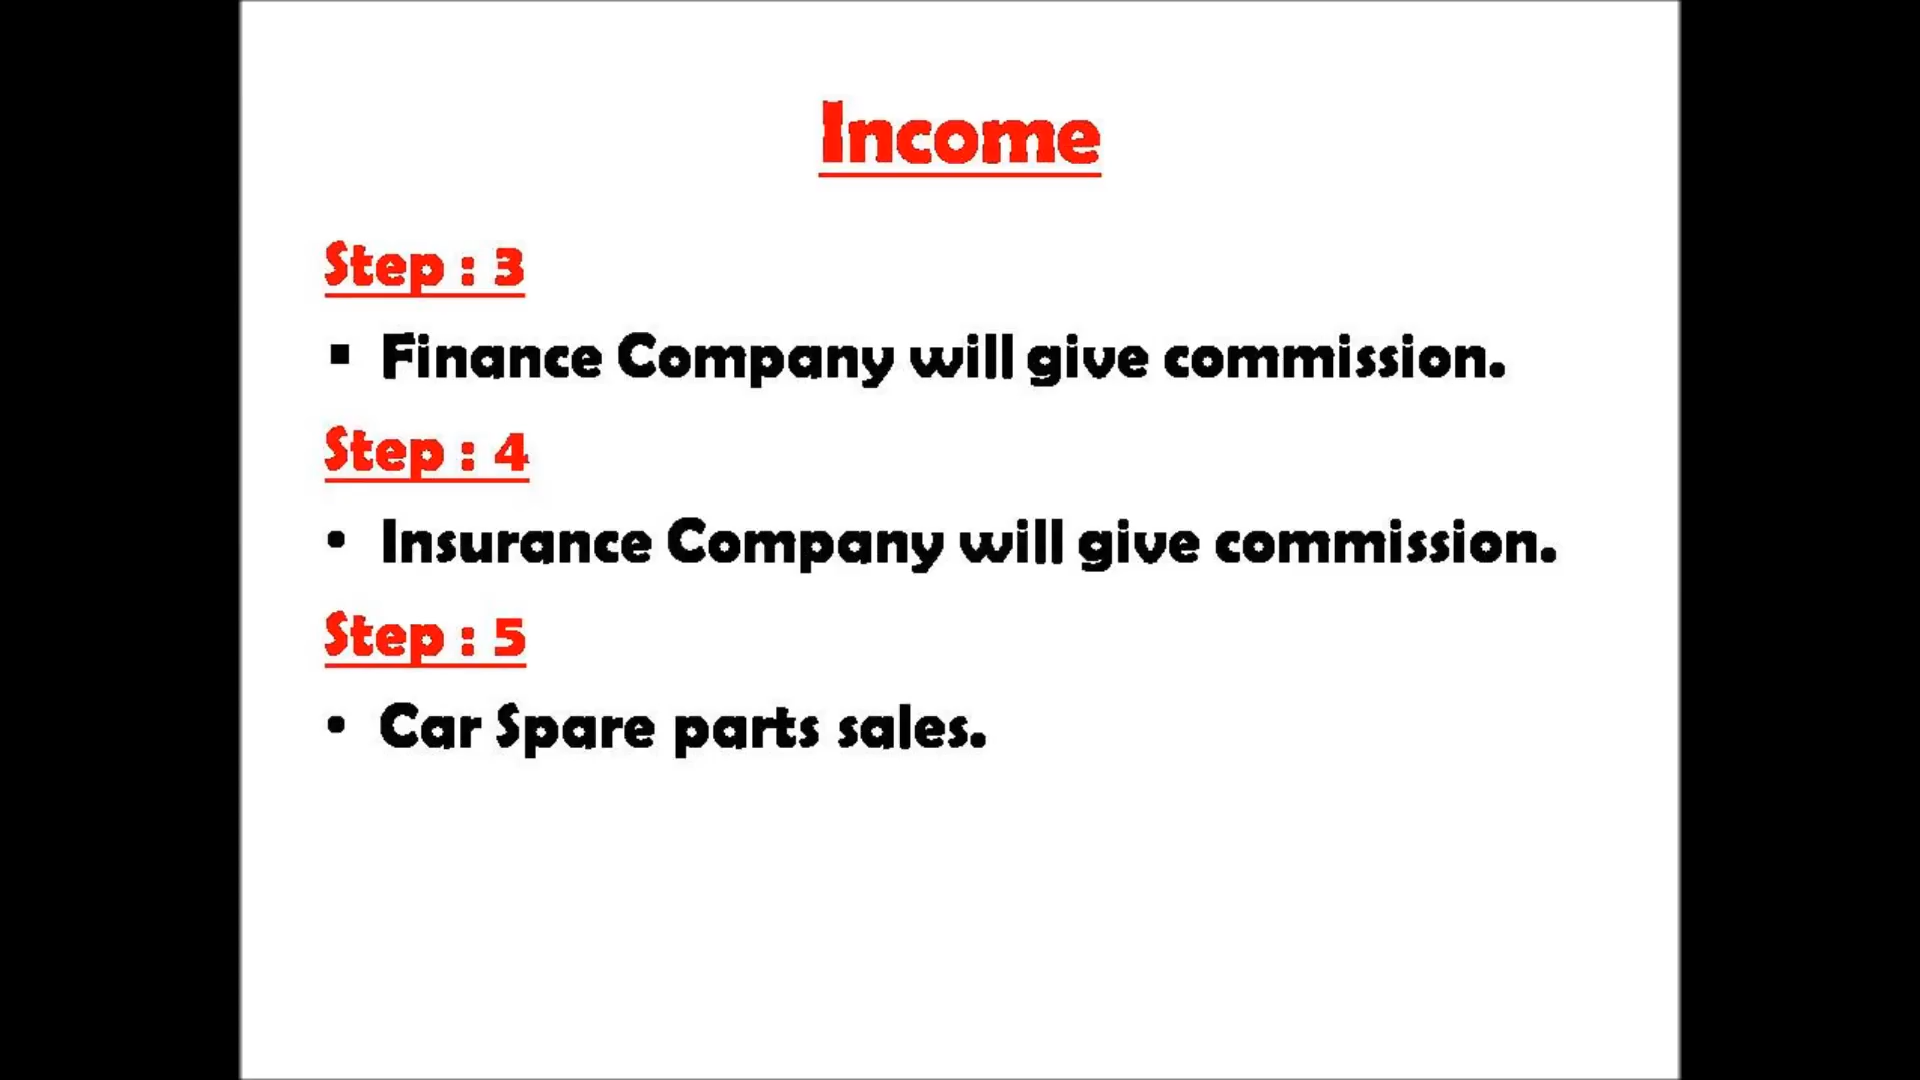 Income
Step : 3
▪ Finance Company will give commission.
Step : 4
• Insurance Company will give commission.
Step : 5
• Car Spare parts sales.